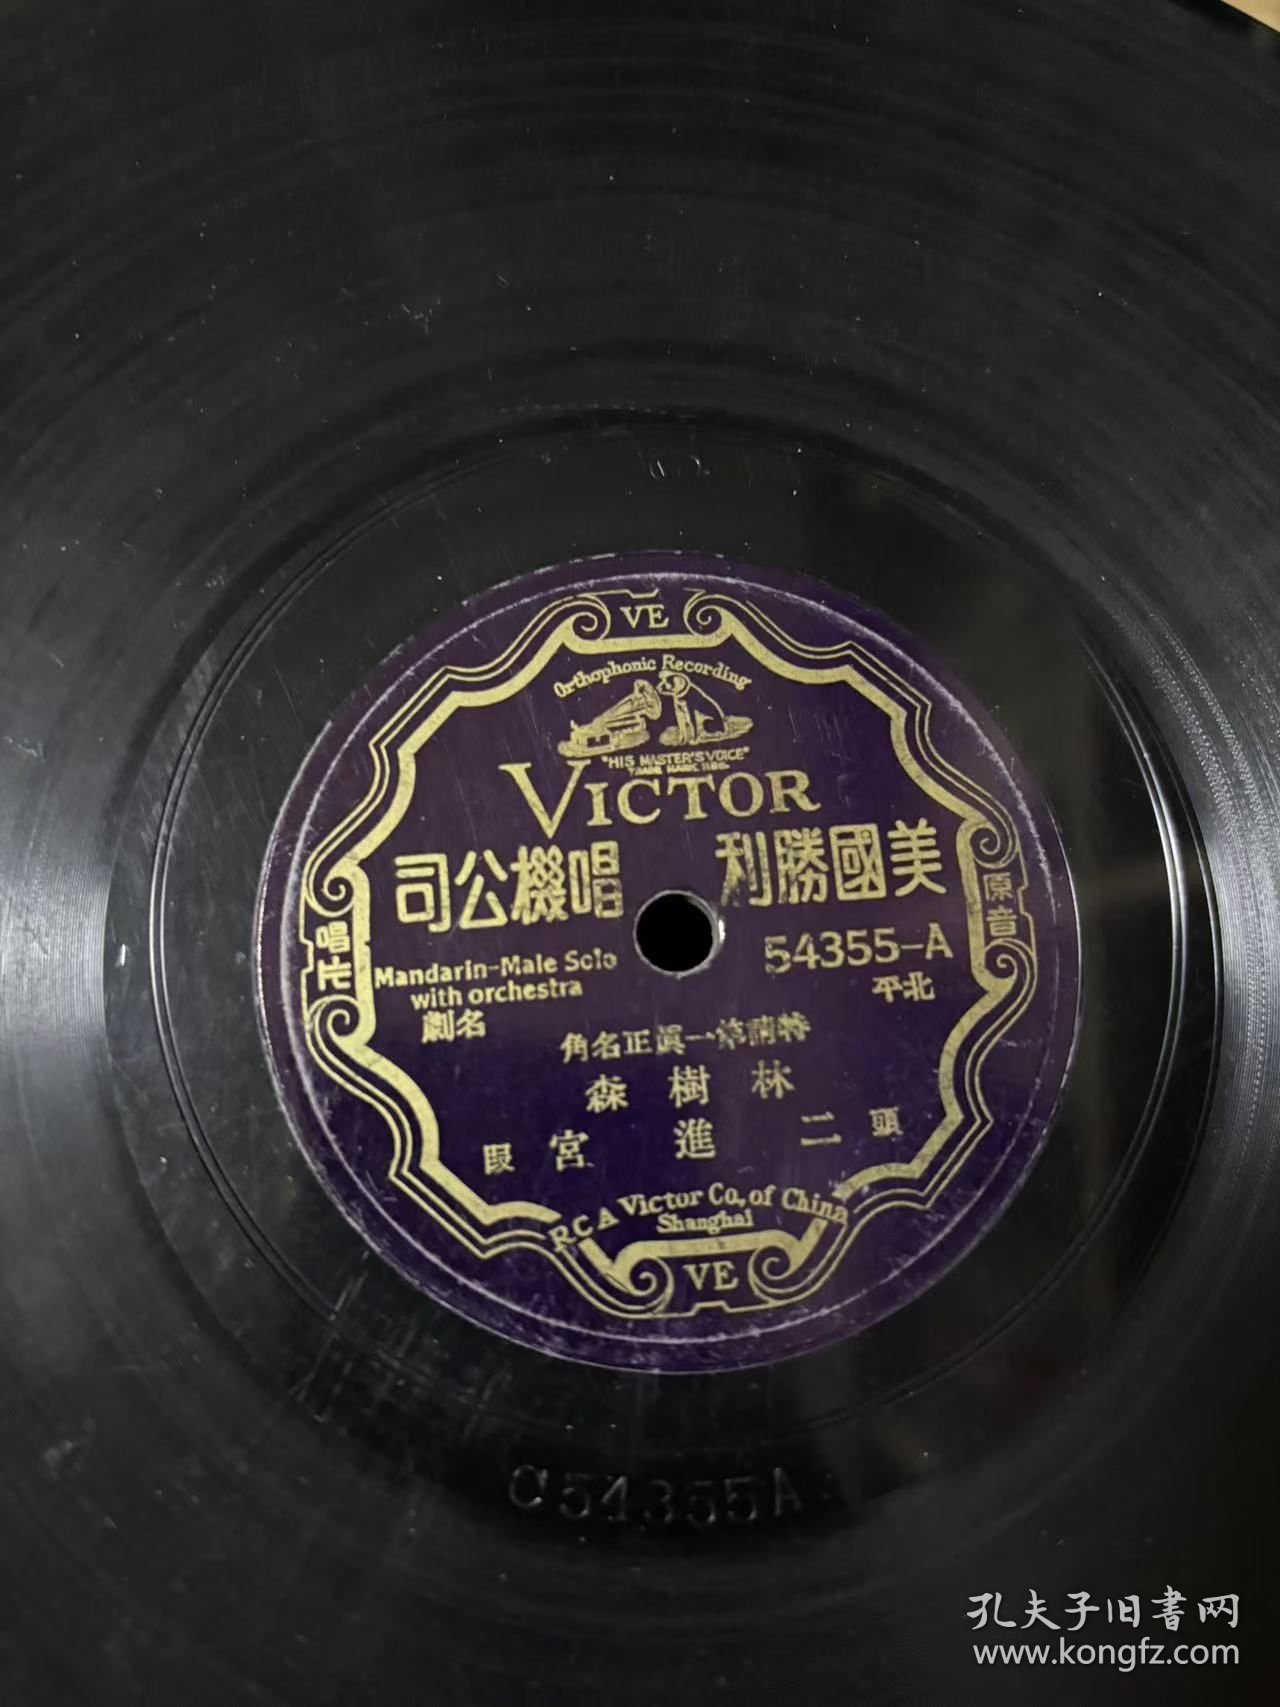 VE
Orthophonic Recording
"HIS MASTER'S VOICE"
TRADE MARK REG.
VICTOR
美國勝利 唱機公司
原音
唱片
54355-A
Mandarin-Male Solo
with orchestra
北平
名劇
特請第一眞正名角
林樹森
頭二進宮段
RCA Victor Co, of China
Shanghai
VE
C54355A
孔夫子旧書网
www.kongfz.com